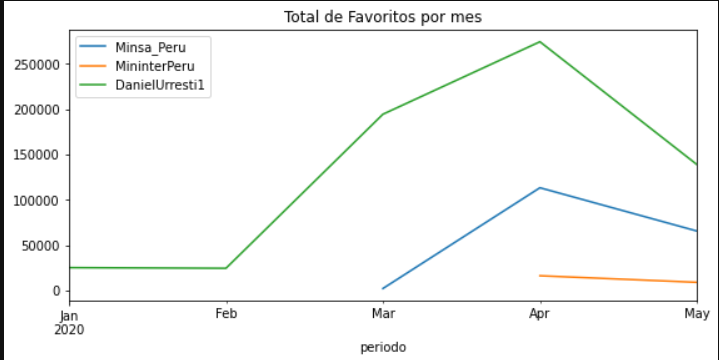 Total de Favoritos por mes
Minsa_Peru
MininterPeru
DanielUrresti1
250000
200000
150000
100000
50000
0
Jan Feb Mar Apr May
2020
periodo